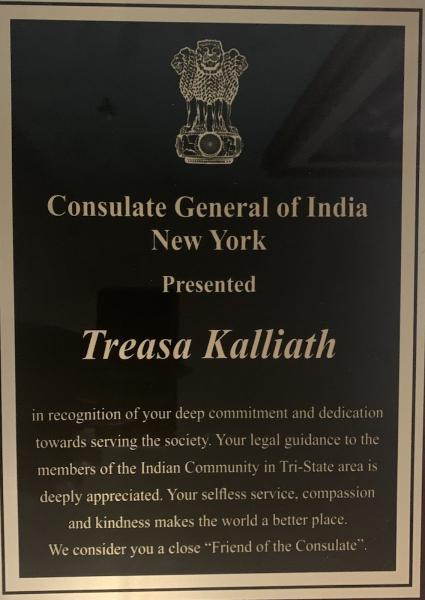 Consulate General of India
New York
Presented
Treasa Kalliath
in recognition of your deep commitment and dedication
towards serving the society. Your legal guidance to the
members of the Indian Community in Tri-State area is
deeply appreciated. Your selfless service, compassion
and kindness makes the world a better place.
We consider you a close “Friend of the Consulate”.